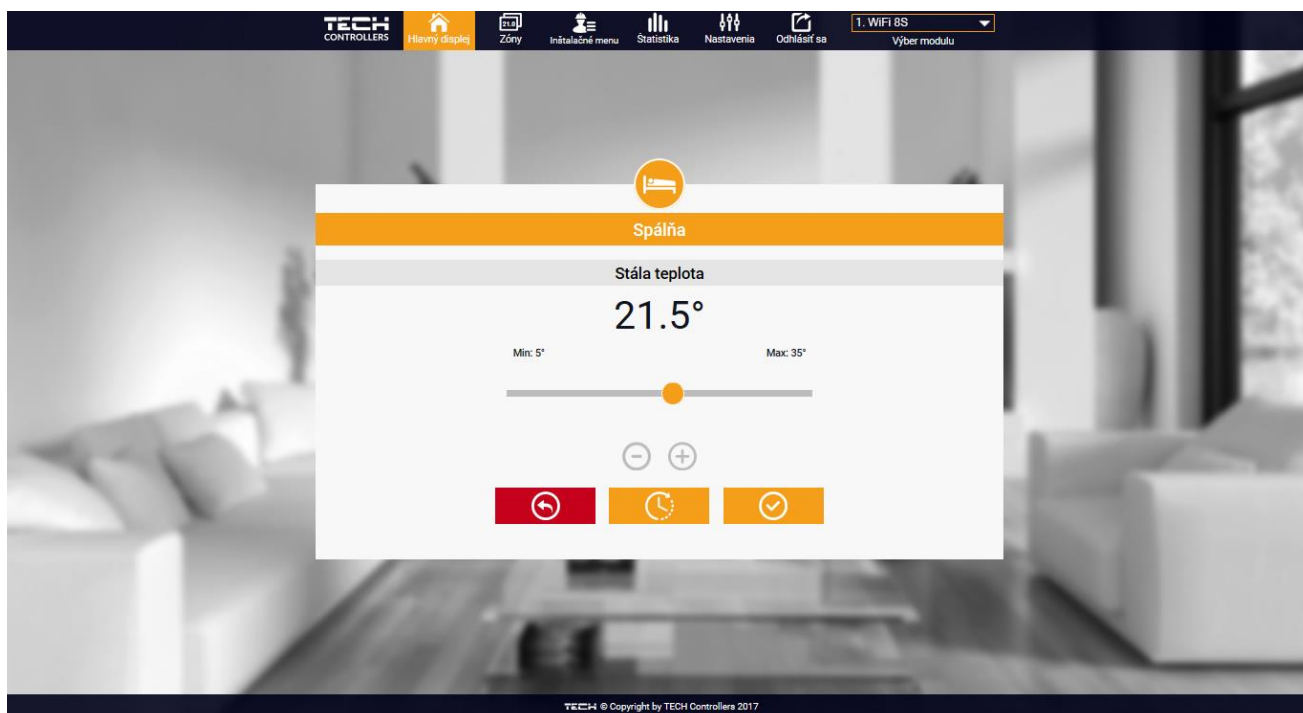 TECH
CONTROLLERS
Hlavný displej
21.0
Zóny
Inštalačné menu
Štatistika
Nastavenia
Odhlásiť sa
1. WiFi 8S
Výber modulu
Spálňa
Stála teplota
21.5°
Min: 5°
Max: 35°
TECH © Copyright by TECH Controllers 2017